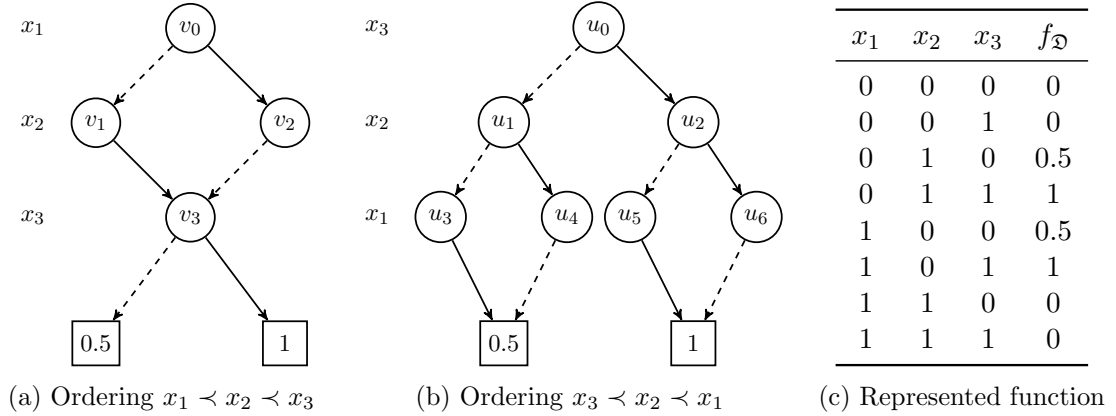 x₁ v₀ x₃ u₀ x₁ x₂ x₃ f𝔇
0 0 0 0
x₂ v₁ v₂ x₂ u₁ u₂ 0 0 1 0
0 1 0 0.5
x₃ v₃ x₁ u₃ u₄ u₅ u₆ 0 1 1 1
1 0 0 0.5
1 0 1 1
1 1 0 0
0.5 1 0.5 1 1 1 1 0
(a) Ordering x₁ ≺ x₂ ≺ x₃ (b) Ordering x₃ ≺ x₂ ≺ x₁ (c) Represented function